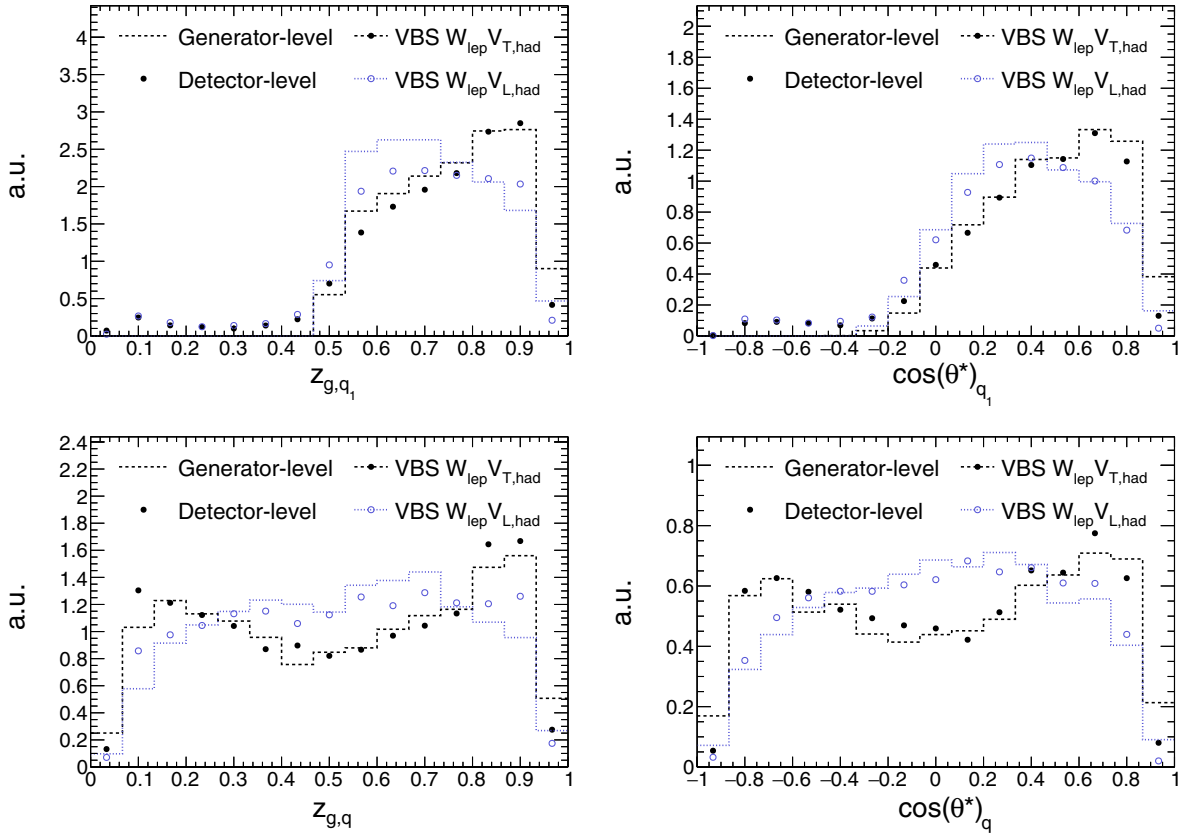 Generator-level VBS W_lep V_T,had
Detector-level VBS W_lep V_L,had
a.u.
4
3.5
3
2.5
2
1.5
1
0.5
0
0 0.1 0.2 0.3 0.4 0.5 0.6 0.7 0.8 0.9 1
z_g,q_1
Generator-level VBS W_lep V_T,had
Detector-level VBS W_lep V_L,had
a.u.
2
1.8
1.6
1.4
1.2
1
0.8
0.6
0.4
0.2
0
−1 −0.8 −0.6 −0.4 −0.2 0 0.2 0.4 0.6 0.8 1
cos(θ*)_q_1
Generator-level VBS W_lep V_T,had
Detector-level VBS W_lep V_L,had
a.u.
2.4
2.2
2
1.8
1.6
1.4
1.2
1
0.8
0.6
0.4
0.2
0
0 0.1 0.2 0.3 0.4 0.5 0.6 0.7 0.8 0.9 1
z_g,q
Generator-level VBS W_lep V_T,had
Detector-level VBS W_lep V_L,had
a.u.
1
0.8
0.6
0.4
0.2
0
−1 −0.8 −0.6 −0.4 −0.2 0 0.2 0.4 0.6 0.8 1
cos(θ*)_q